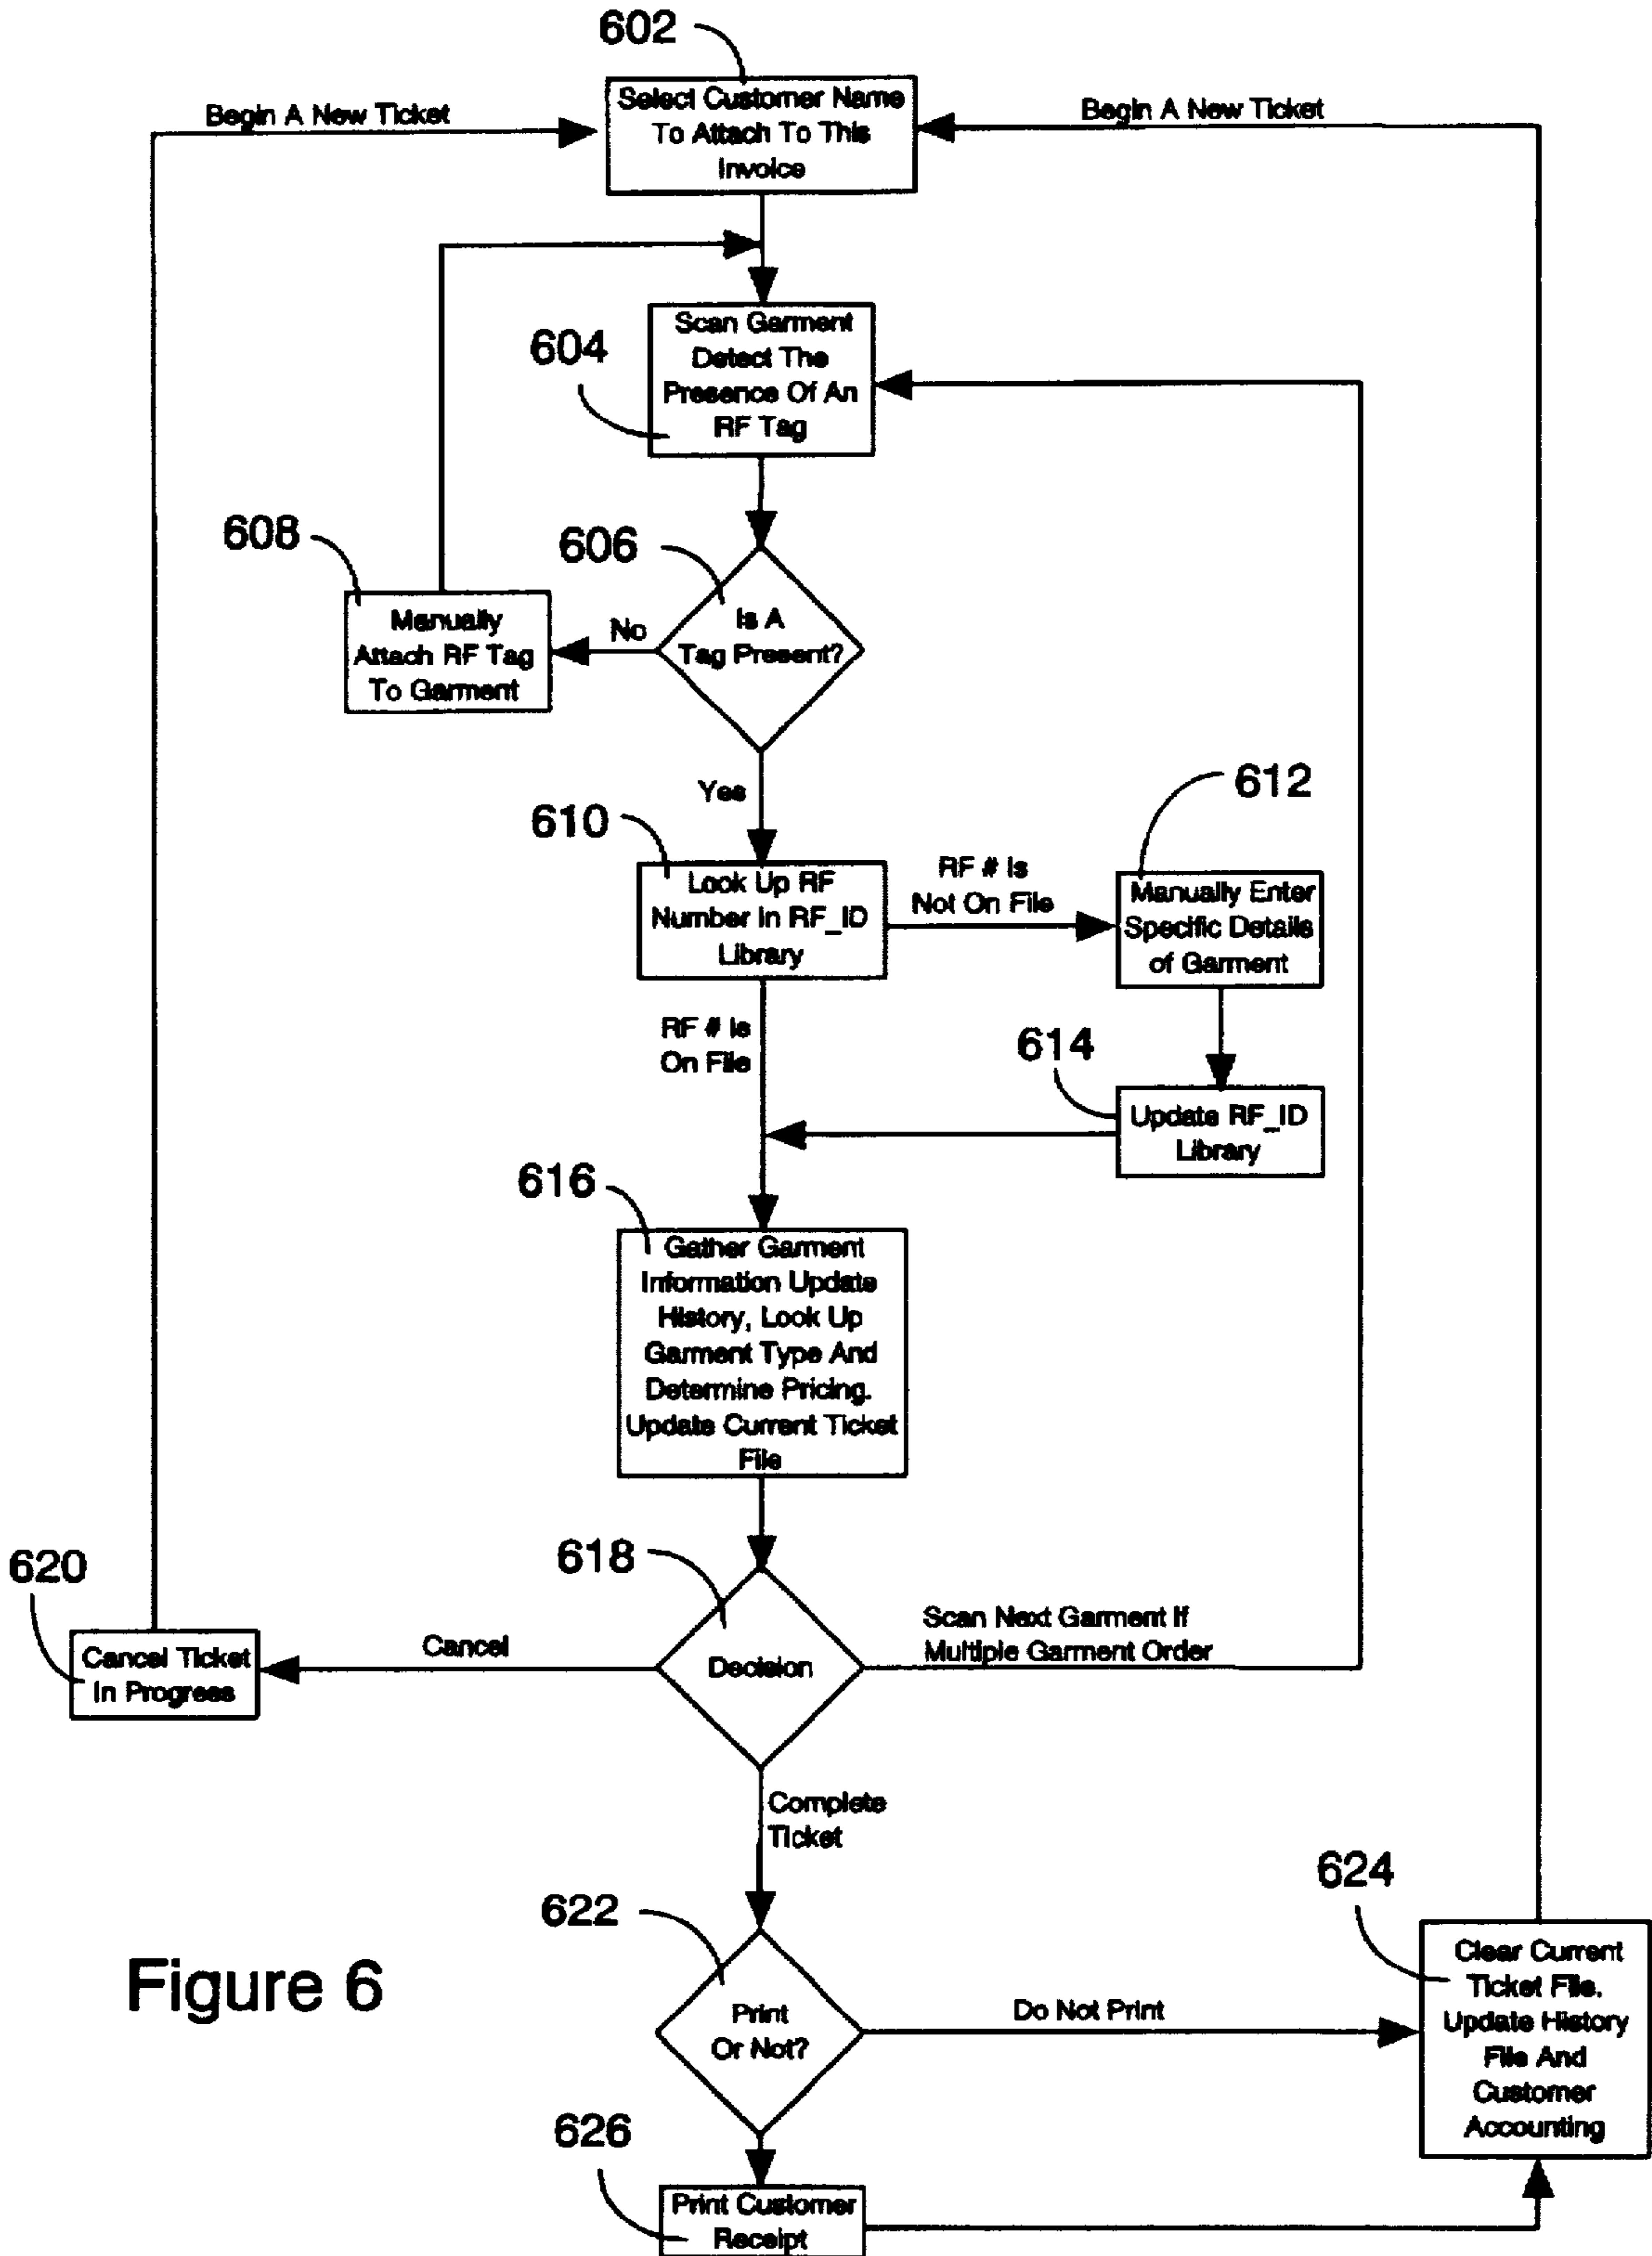 602
Begin A New Ticket
Select Customer Name
To Attach To This
Invoice
Begin A New Ticket
604
Scan Garment
Detect The
Presence Of An
RF Tag
608
606
Manually
Attach RF Tag
To Garment
No
Is A
Tag Present?
Yes
610
612
Look Up RF
Number In RF_ID
Library
RF # Is
Not On File
Manually Enter
Specific Details
of Garment
RF # Is
On File
614
Update RF_ID
Library
616
Gather Garment
Information Update
History, Look Up
Garment Type And
Determine Pricing.
Update Current Ticket
File
618
620
Cancel Ticket
In Progress
Cancel
Decision
Scan Next Garment If
Multiple Garment Order
Complete
Ticket
622
624
Figure 6
Print
Or Not?
Do Not Print
Clear Current
Ticket File.
Update History
File And
Customer
Accounting
626
Print Customer
Receipt